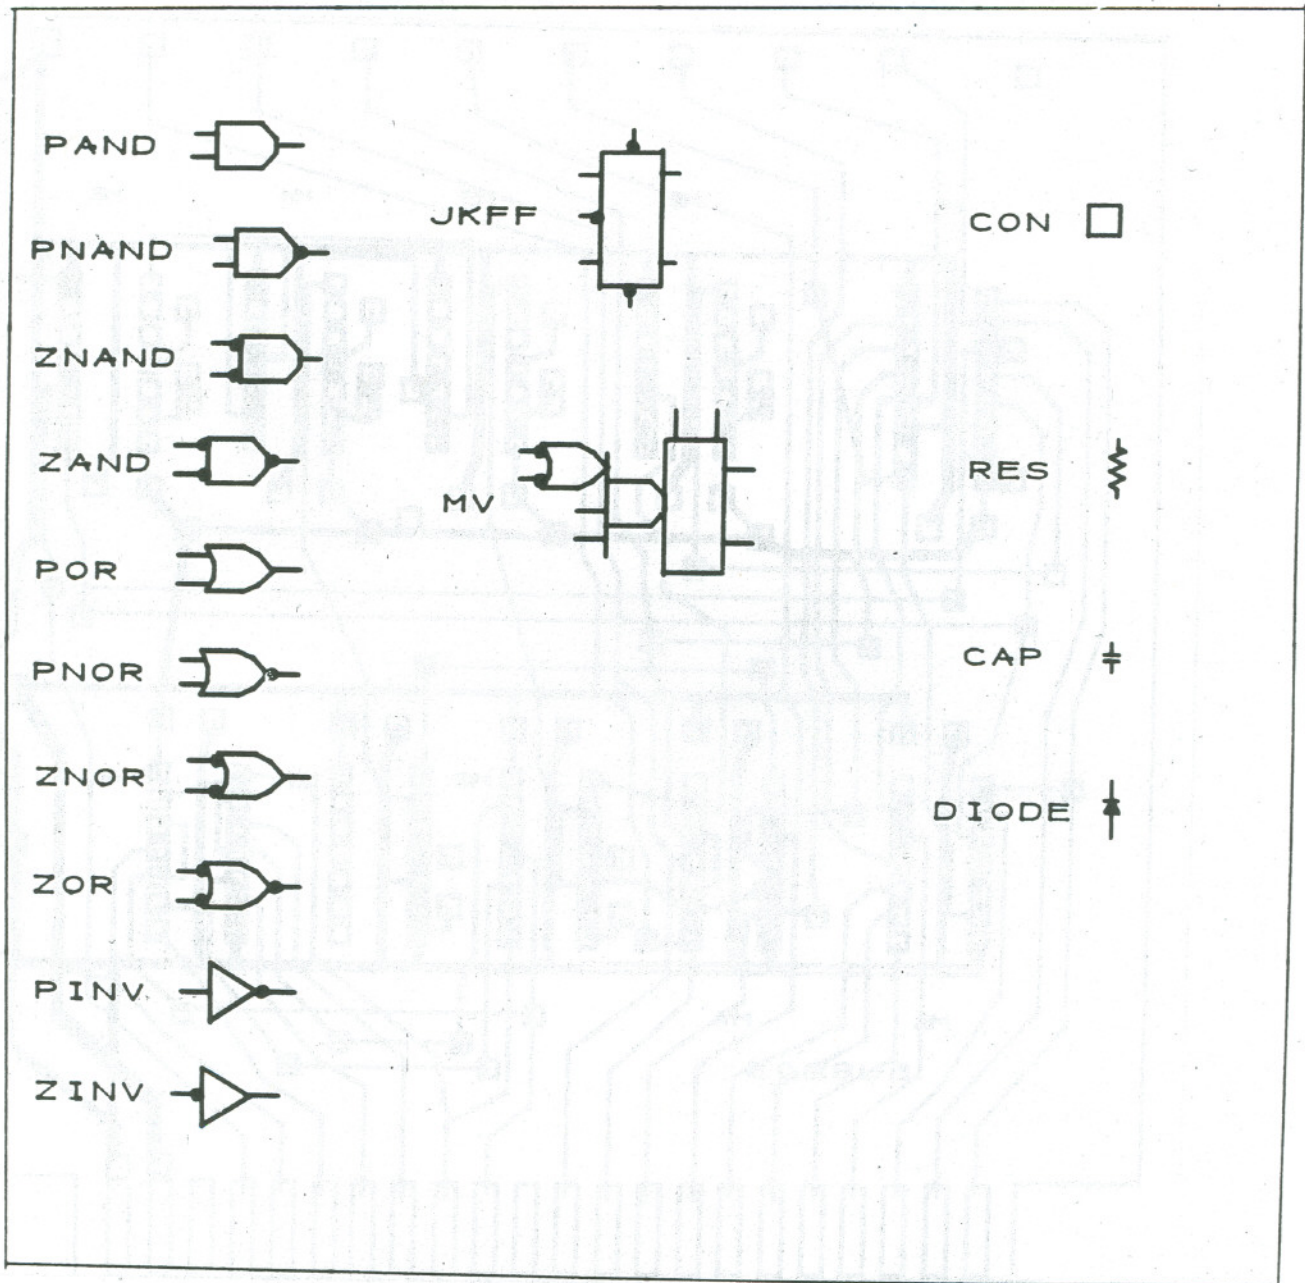 PAND
PNAND
ZNAND
ZAND
POR
PNOR
ZNOR
ZOR
PINV
ZINV
JKFF
MV
CON
RES
CAP
DIODE